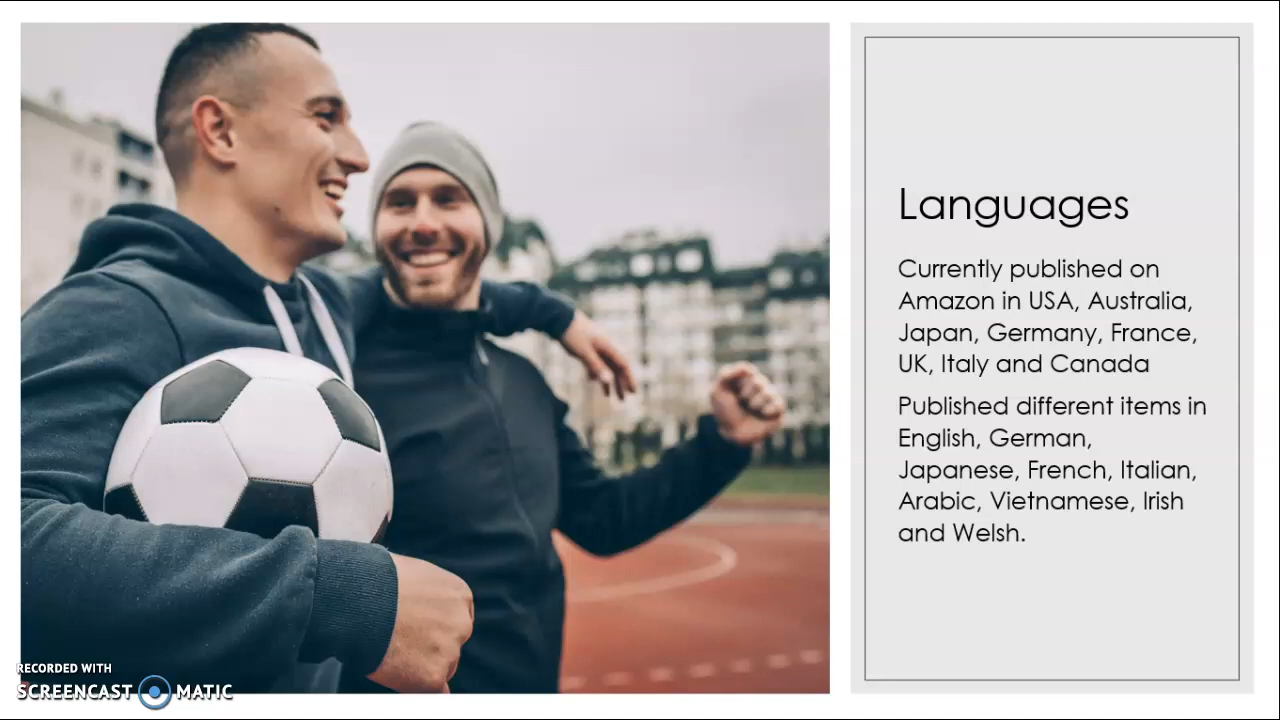 Languages
Currently published on
Amazon in USA, Australia,
Japan, Germany, France,
UK, Italy and Canada
Published different items in
English, German,
Japanese, French, Italian,
Arabic, Vietnamese, Irish
and Welsh.
RECORDED WITH
SCREENCAST MATIC